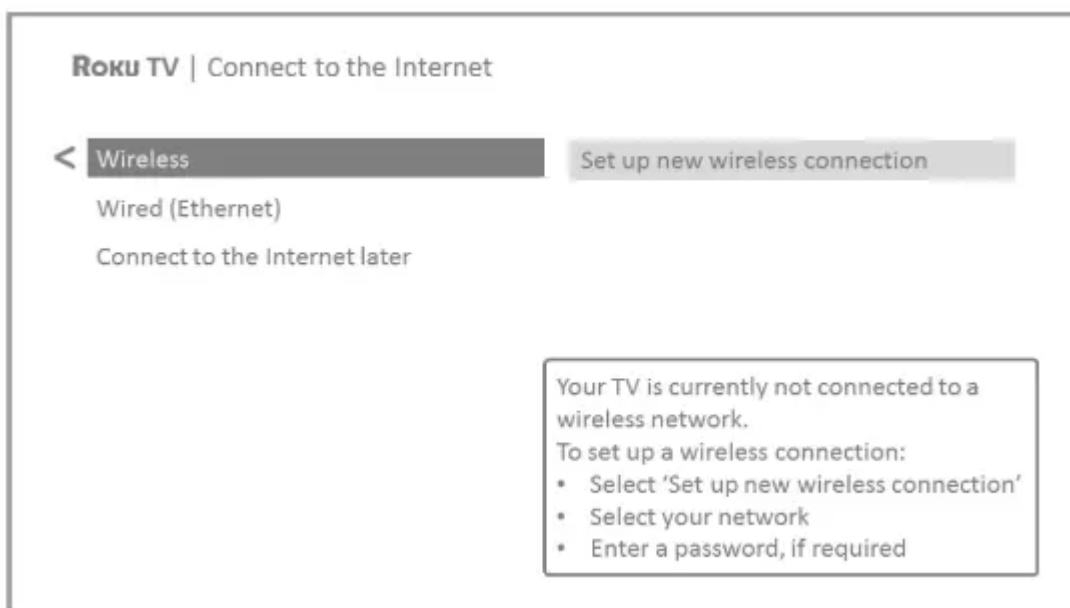 ROKU TV | Connect to the Internet
< Wireless
Set up new wireless connection
Wired (Ethernet)
Connect to the Internet later
Your TV is currently not connected to a
wireless network.
To set up a wireless connection:
• Select ‘Set up new wireless connection’
• Select your network
• Enter a password, if required